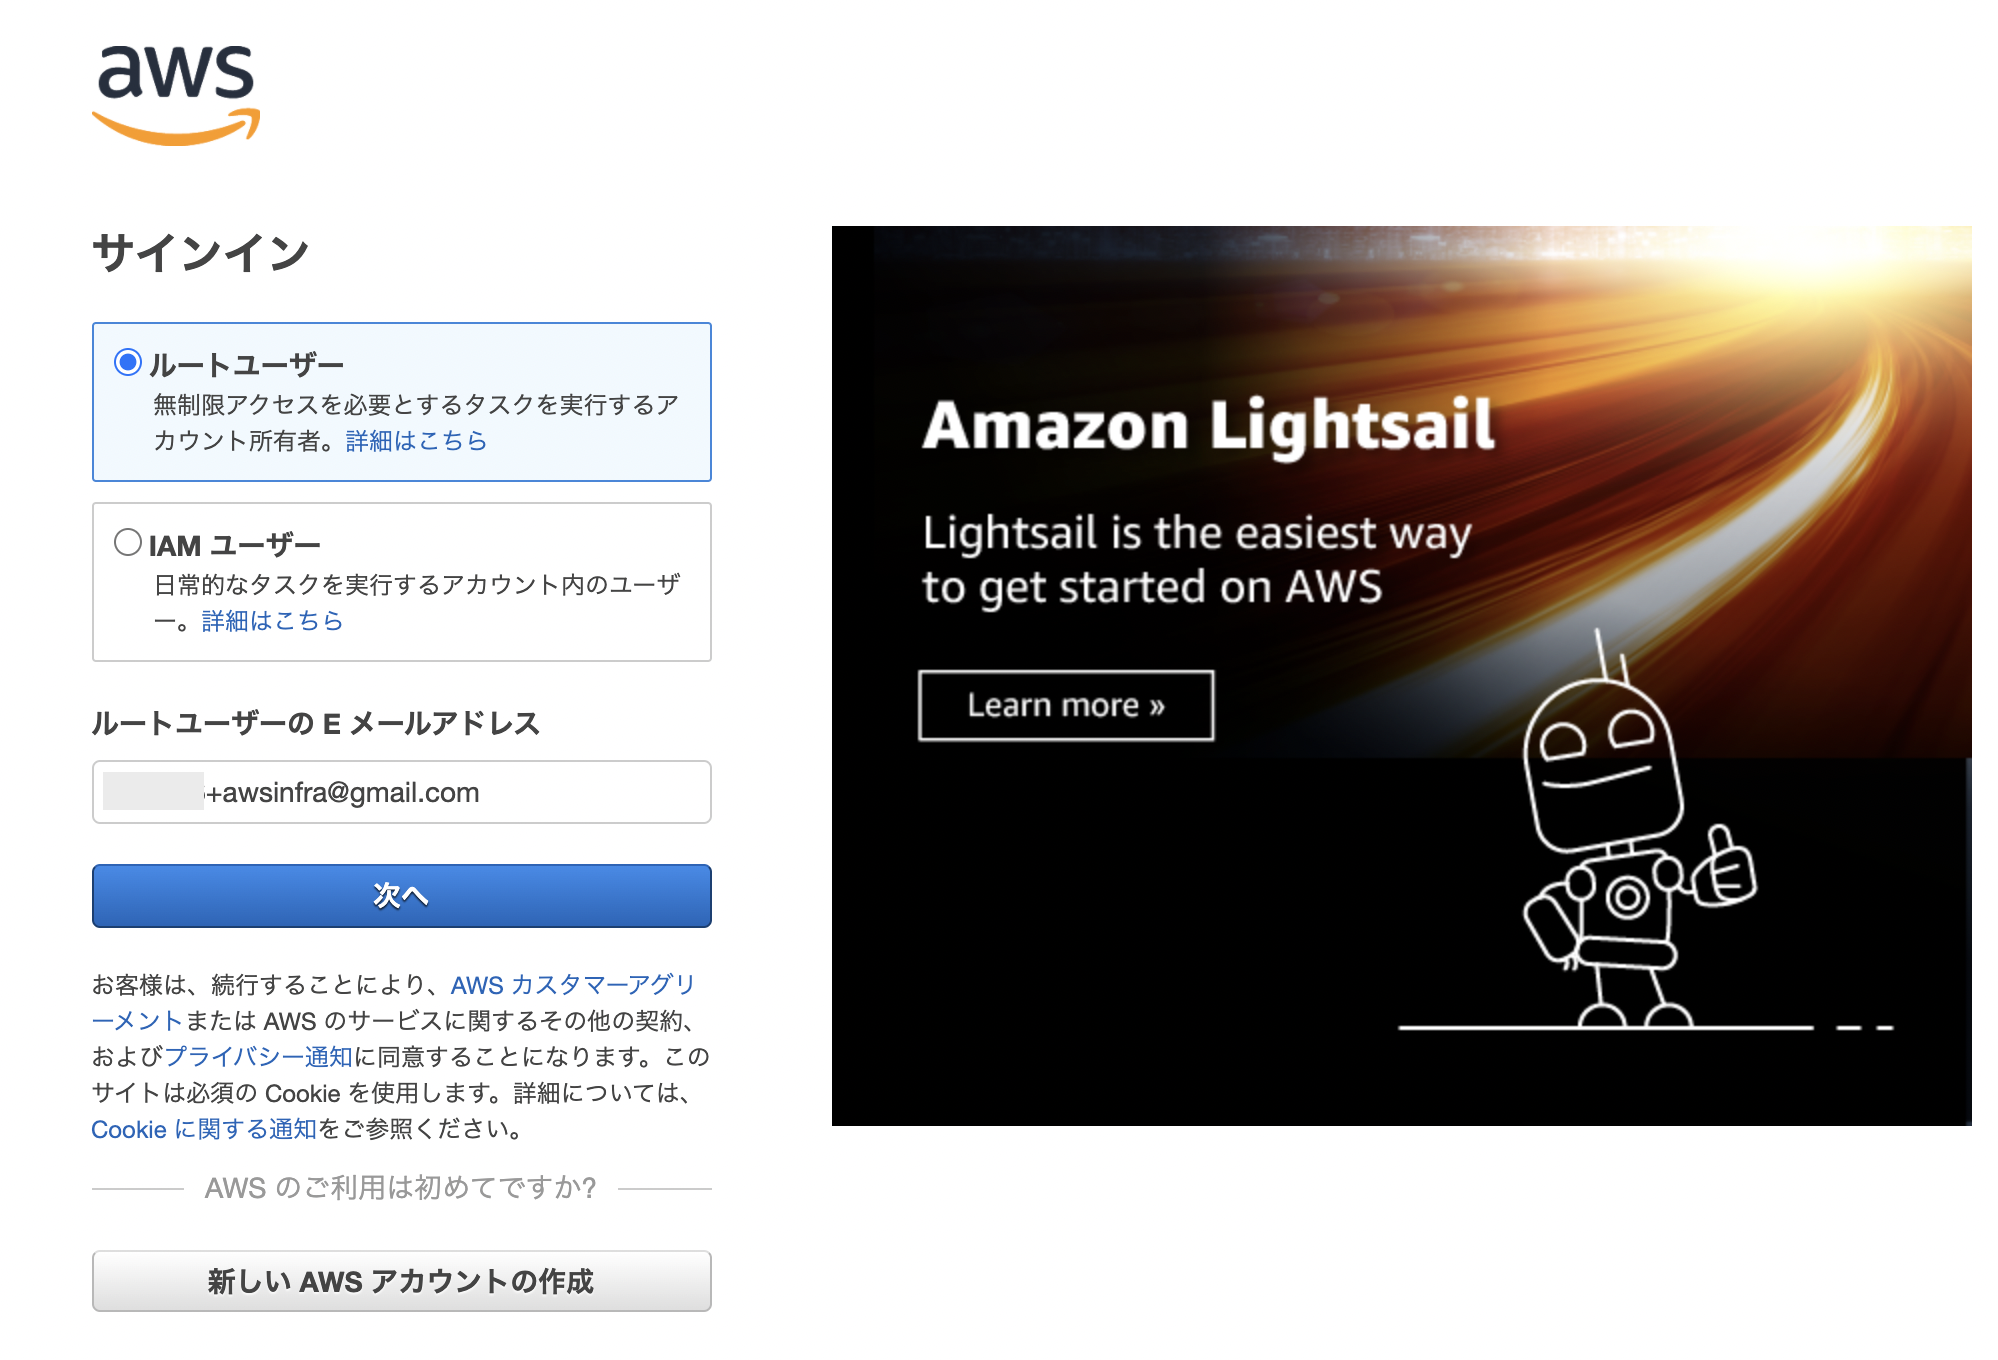 aws
サインイン
ルートユーザー
無制限アクセスを必要とするタスクを実行するア
カウント所有者。詳細はこちら
IAM ユーザー
日常的なタスクを実行するアカウント内のユーザ
ー。詳細はこちら
ルートユーザーの E メールアドレス
+awsinfra@gmail.com
次へ
お客様は、続行することにより、AWS カスタマーアグリ
ーメントまたは AWS のサービスに関するその他の契約、
およびプライバシー通知に同意することになります。この
サイトは必須の Cookie を使用します。詳細については、
Cookie に関する通知をご参照ください。
AWS のご利用は初めてですか?
新しい AWS アカウントの作成
Amazon Lightsail
Lightsail is the easiest way
to get started on AWS
Learn more »